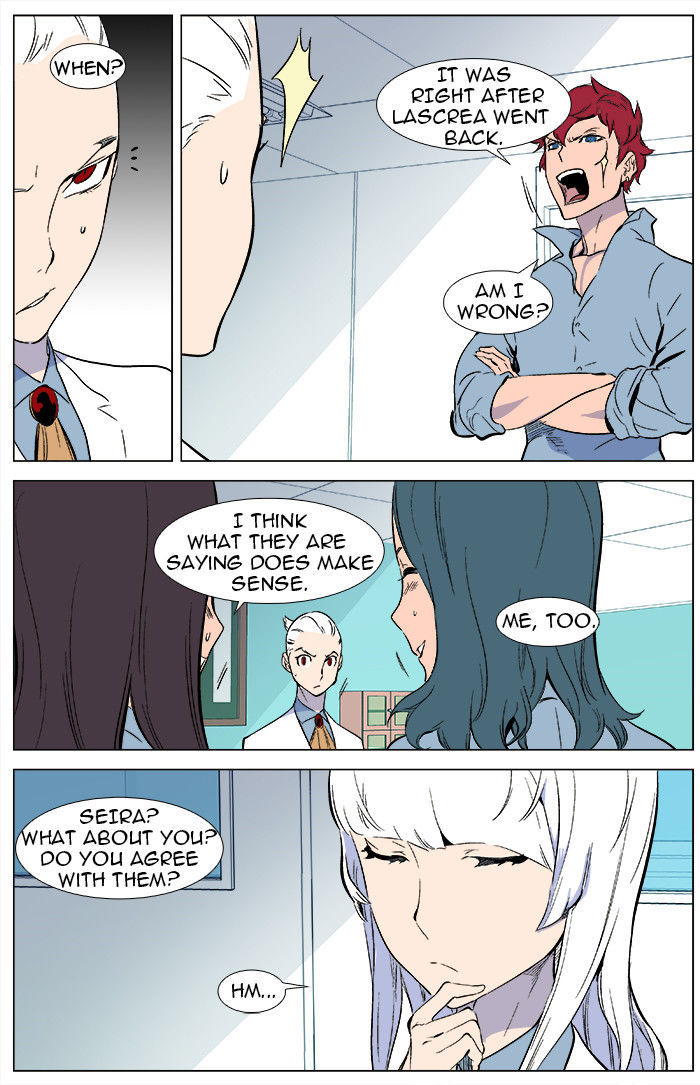 WHEN?
IT WAS
RIGHT AFTER
LASCREA WENT
BACK.
AM I
WRONG?
I THINK
WHAT THEY ARE
SAYING DOES MAKE
SENSE.
ME, TOO.
SEIRA?
WHAT ABOUT YOU?
DO YOU AGREE
WITH THEM?
HM...